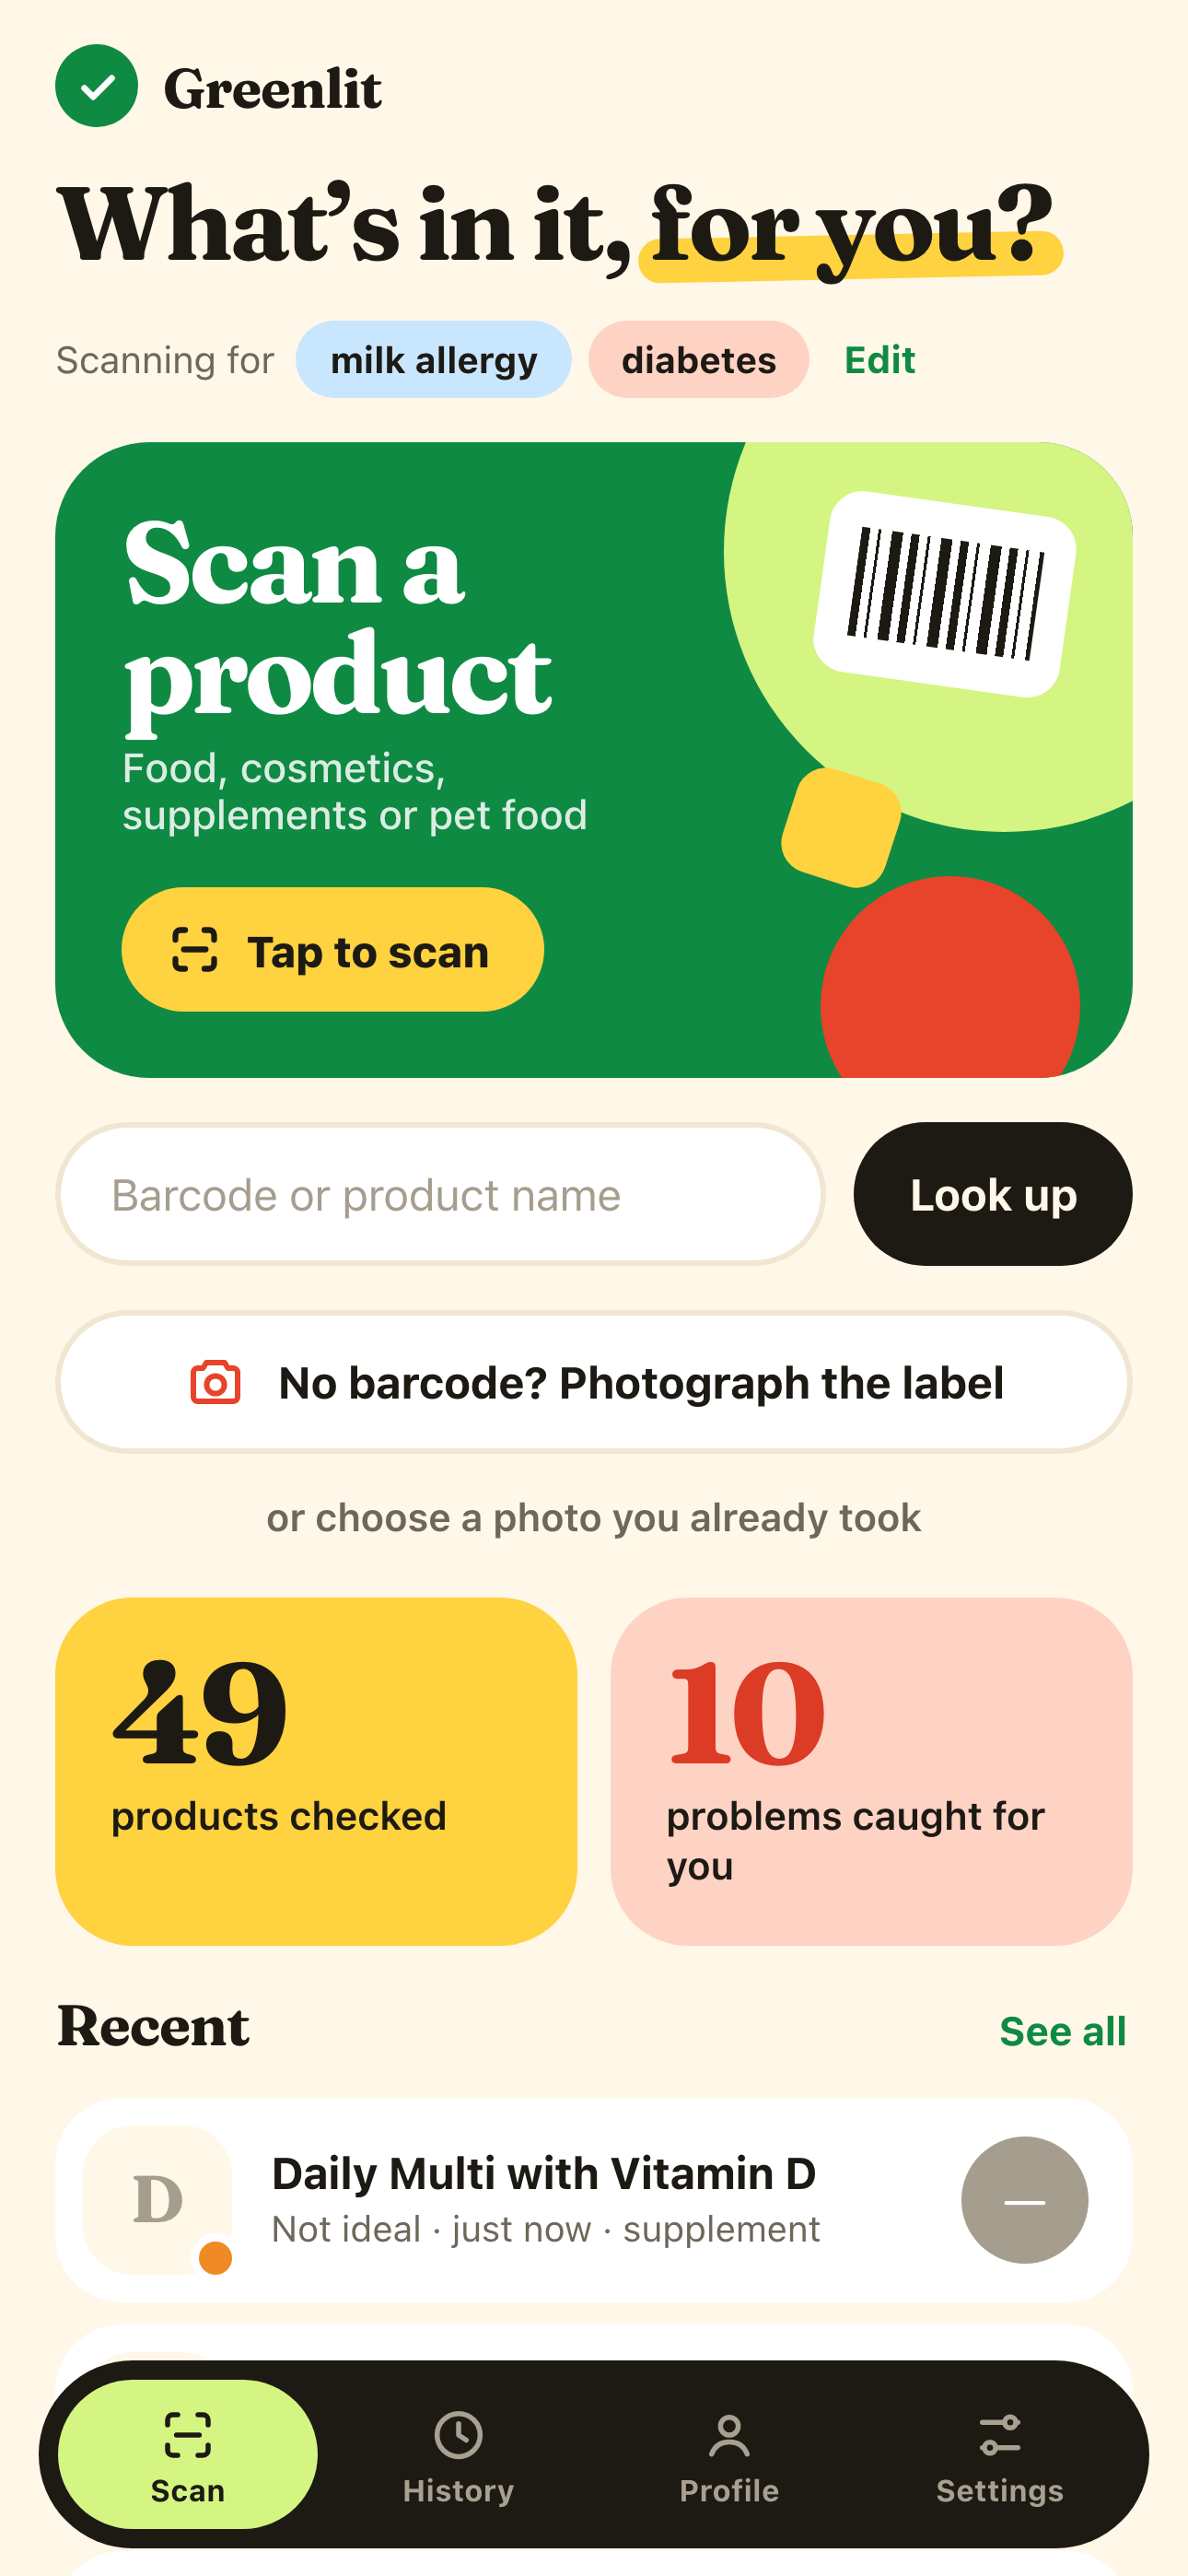 Greenlit
What’s in it, for you?
Scanning for milk allergy diabetes Edit
Scan a
product
Food, cosmetics,
supplements or pet food
Tap to scan
Barcode or product name
Look up
No barcode? Photograph the label
or choose a photo you already took
49
products checked
10
problems caught for
you
Recent
See all
D
Daily Multi with Vitamin D
Not ideal · just now · supplement
—
Scan
History
Profile
Settings